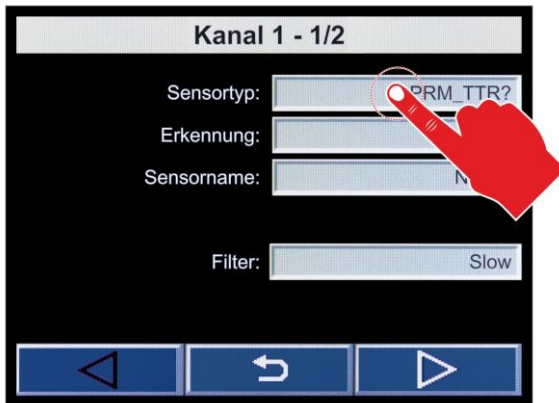 Kanal 1 - 1/2
Sensortyp: PRM_TTR?
Erkennung:
Sensorname:
Filter: Slow